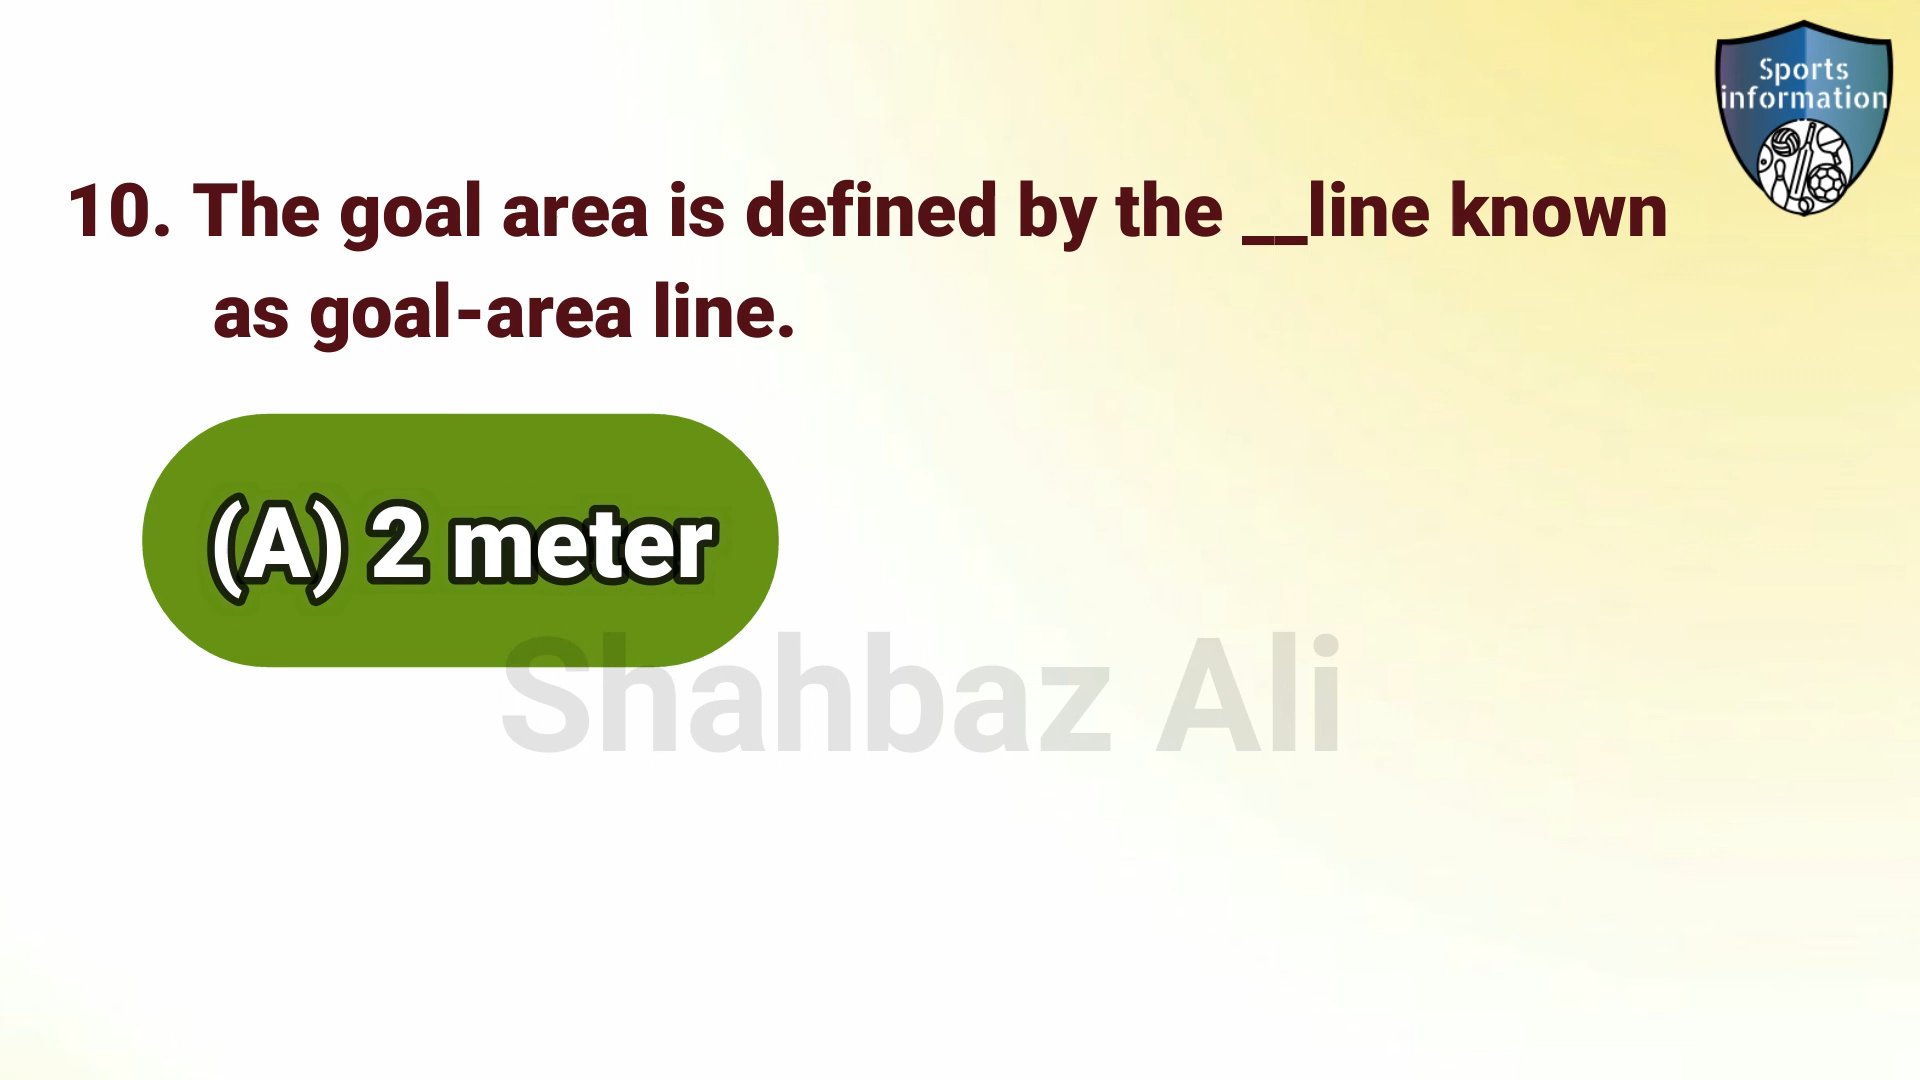 Sports
information
10. The goal area is defined by the __line known
as goal-area line.
(A) 2 meter
Shahbaz Ali